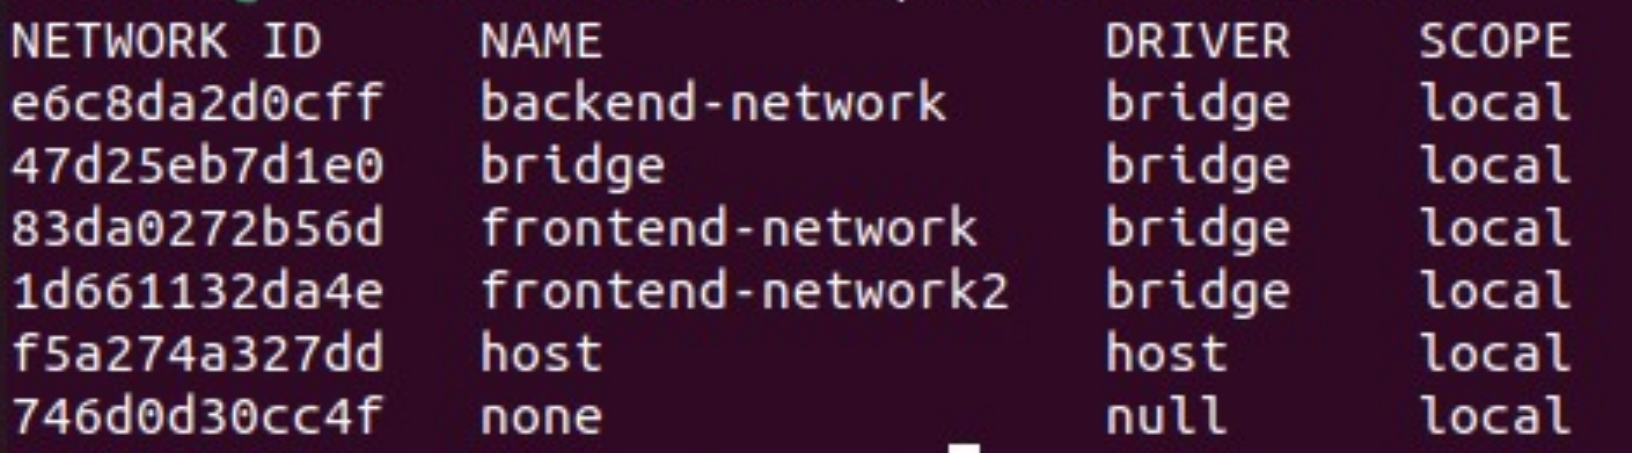 NETWORK ID NAME DRIVER SCOPE
e6c8da2d0cff backend-network bridge local
47d25eb7d1e0 bridge bridge local
83da0272b56d frontend-network bridge local
1d661132da4e frontend-network2 bridge local
f5a274a327dd host host local
746d0d30cc4f none null local